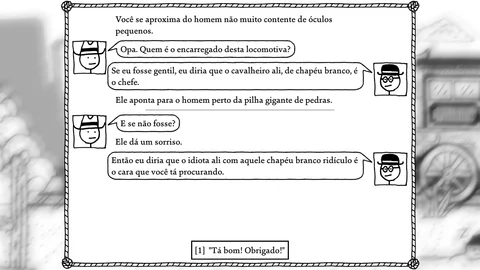 Você se aproxima do homem não muito contente de óculos
pequenos.
Opa. Quem é o encarregado desta locomotiva?
Se eu fosse gentil, eu diria que o cavalheiro ali, de chapéu branco, é
o chefe.
Ele aponta para o homem perto da pilha gigante de pedras.
E se não fosse?
Ele dá um sorriso.
Então eu diria que o idiota ali com aquele chapéu branco ridículo é
o cara que você tá procurando.
[1] "Tá bom! Obrigado!"